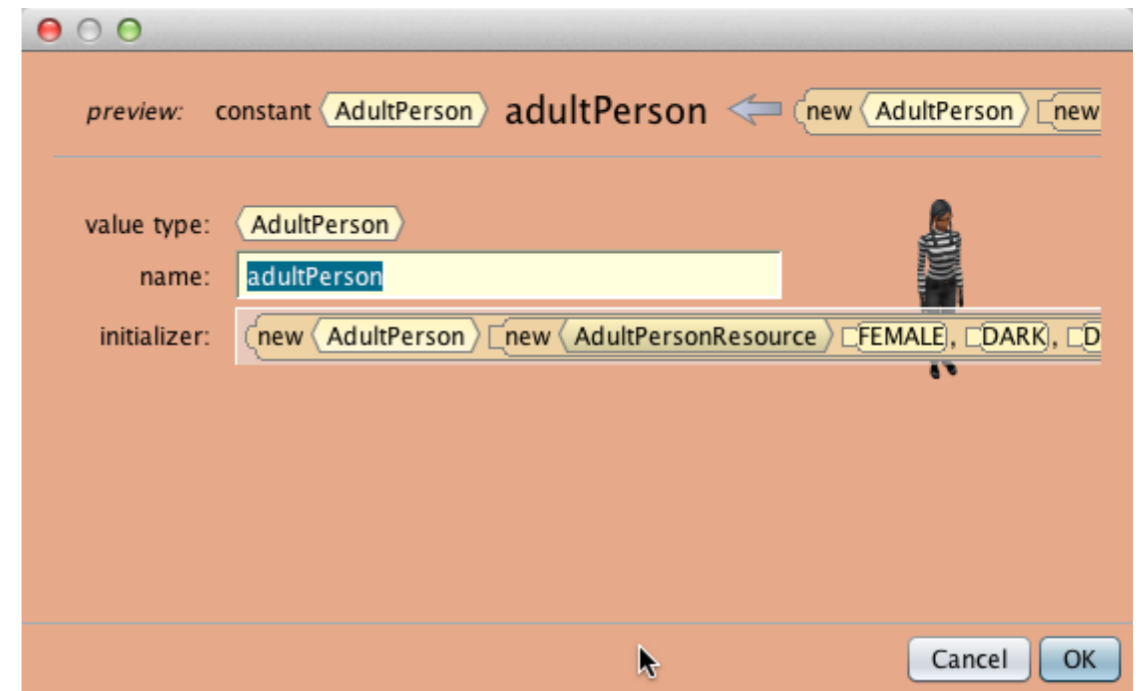 preview: constant AdultPerson adultPerson new AdultPerson new
value type: AdultPerson
name: adultPerson
initializer: new AdultPerson new AdultPersonResource FEMALE, DARK, D
Cancel OK